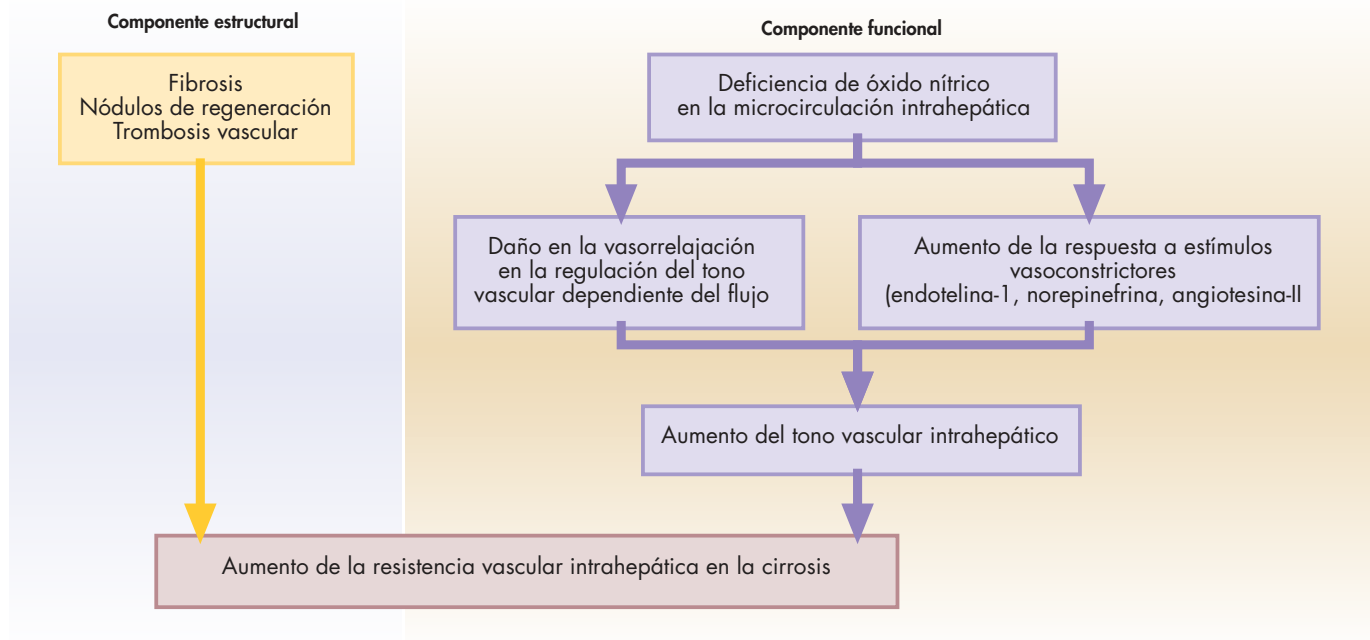 Componente estructural
Fibrosis
Nódulos de regeneración
Trombosis vascular
Componente funcional
Deficiencia de óxido nítrico
en la microcirculación intrahepática
Daño en la vasorrelajación
en la regulación del tono
vascular dependiente del flujo
Aumento de la respuesta a estímulos
vasoconstrictores
(endotelina-1, norepinefrina, angiotesina-II
Aumento del tono vascular intrahepático
Aumento de la resistencia vascular intrahepática en la cirrosis